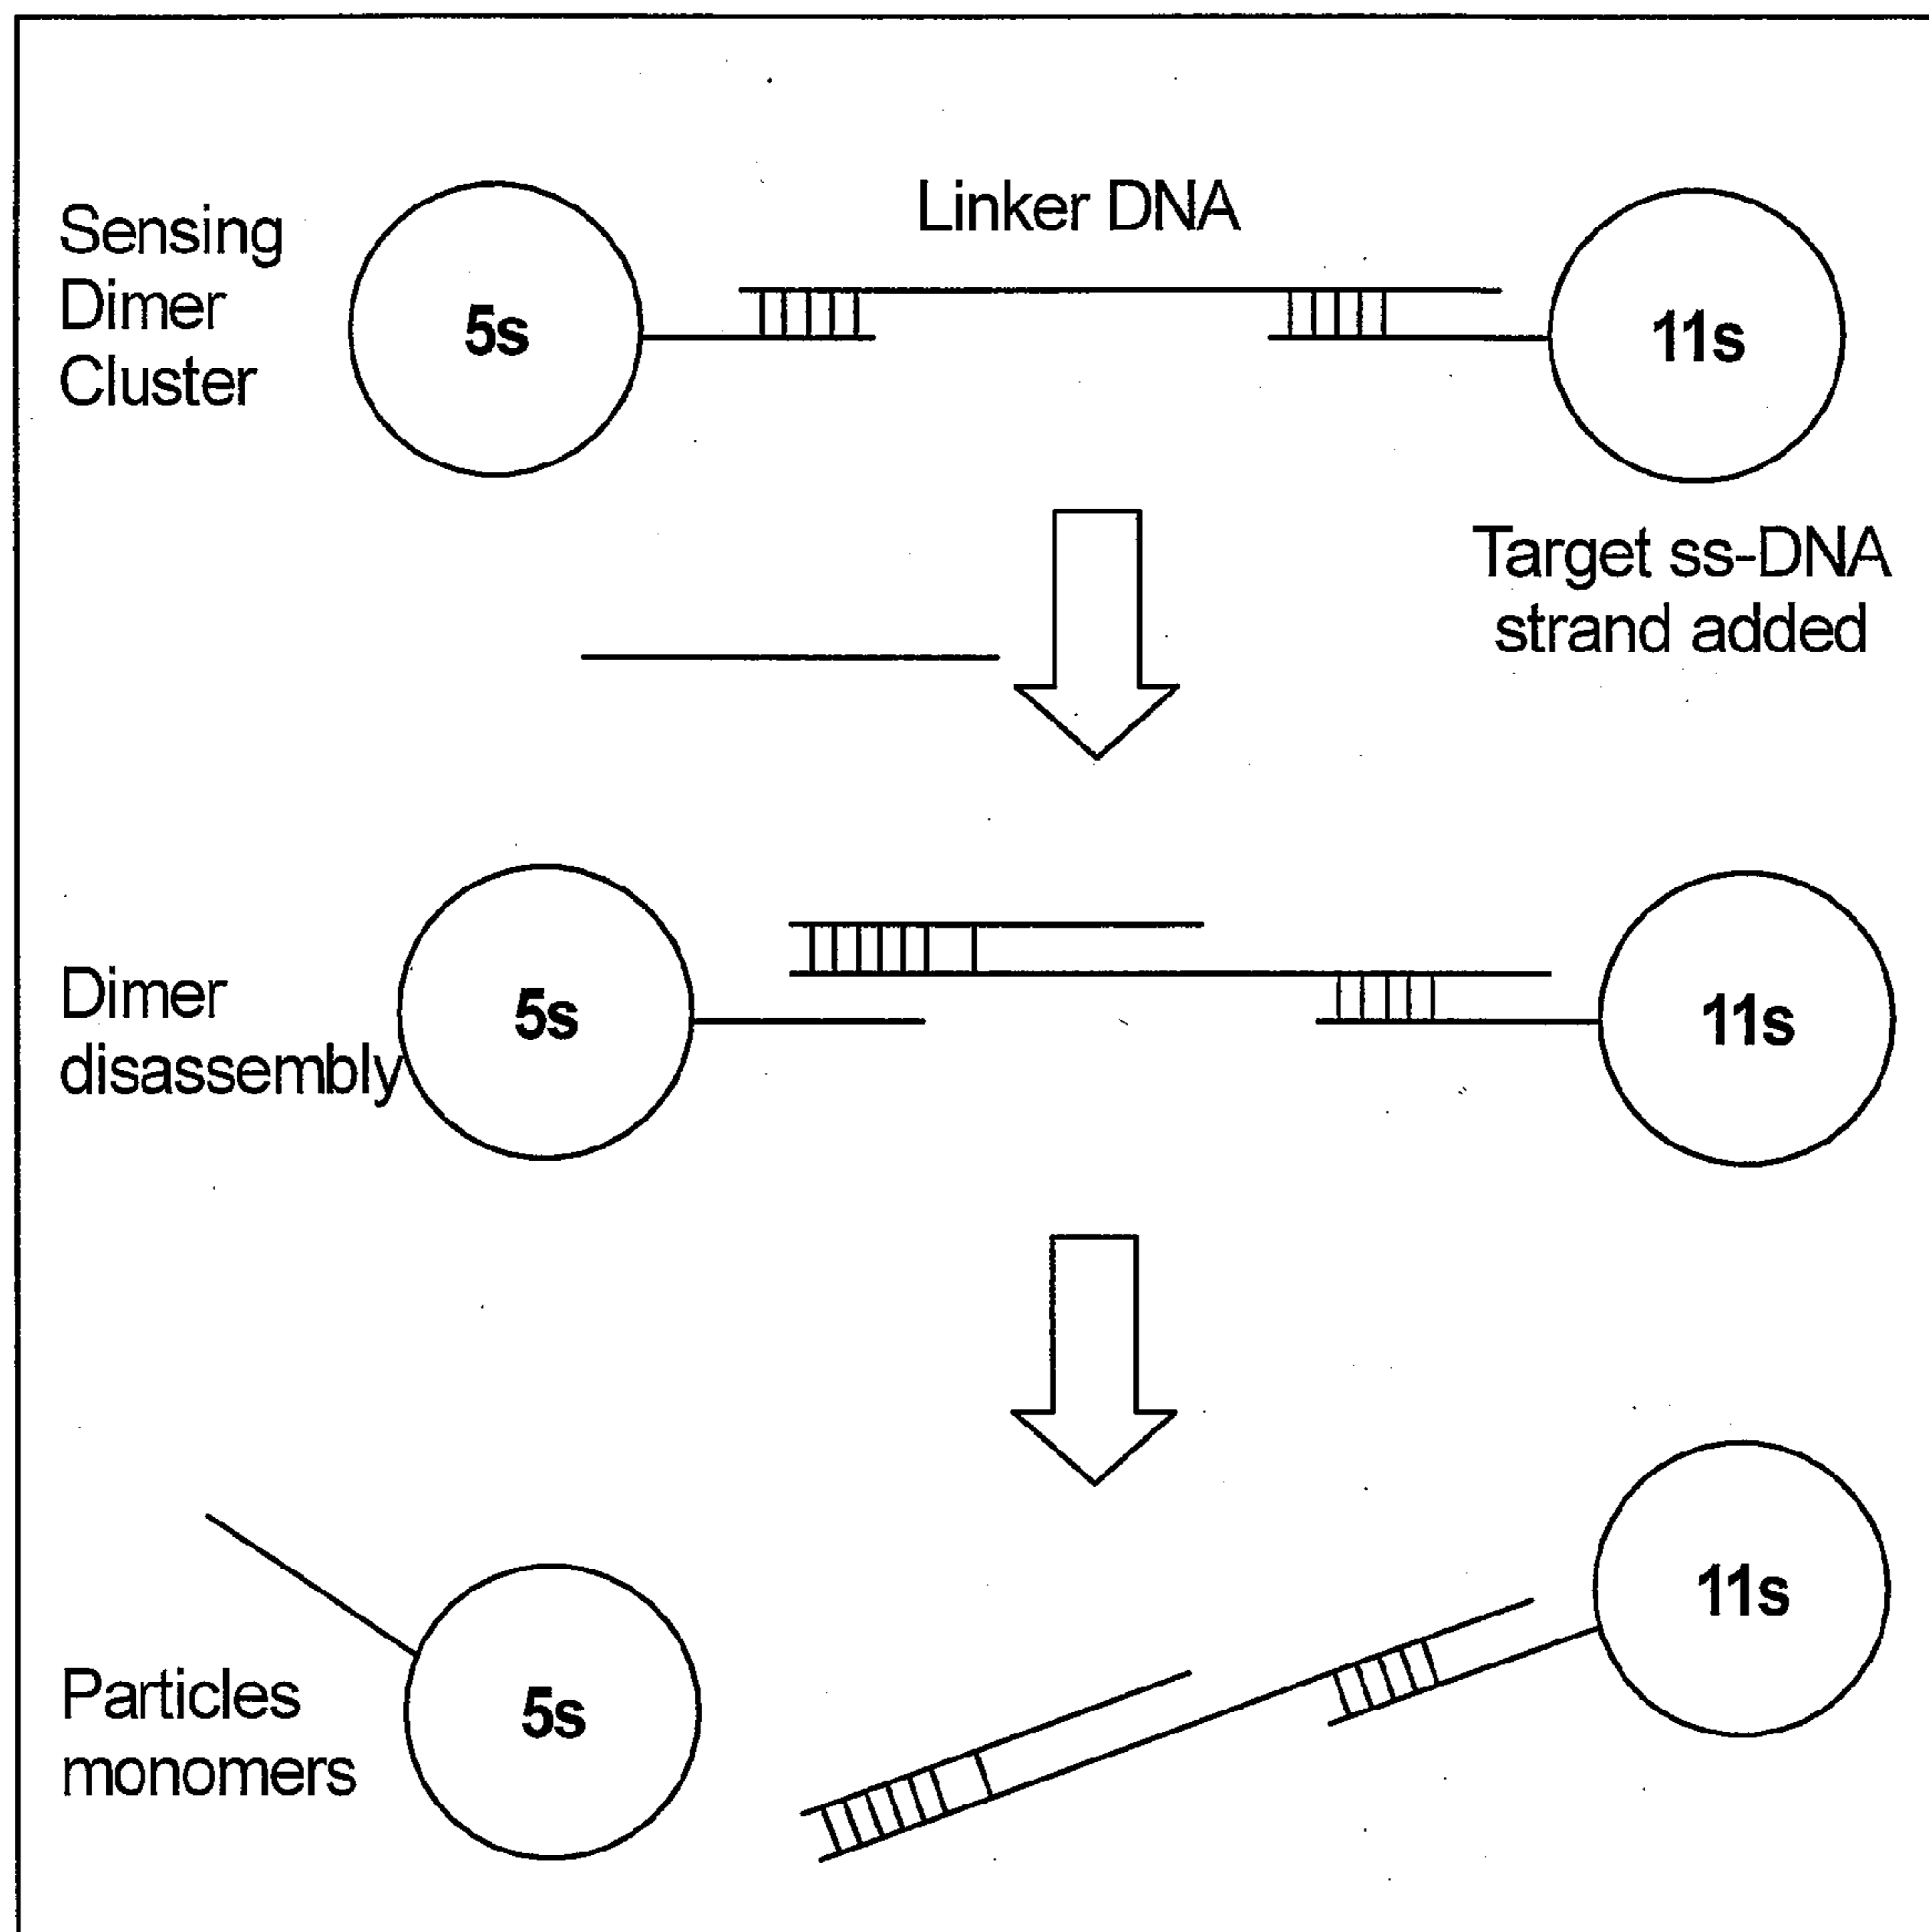 Sensing
Dimer
Cluster
5s
Linker DNA
11s
Target ss-DNA
strand added
Dimer
disassembly
5s
11s
Particles
monomers
5s
11s